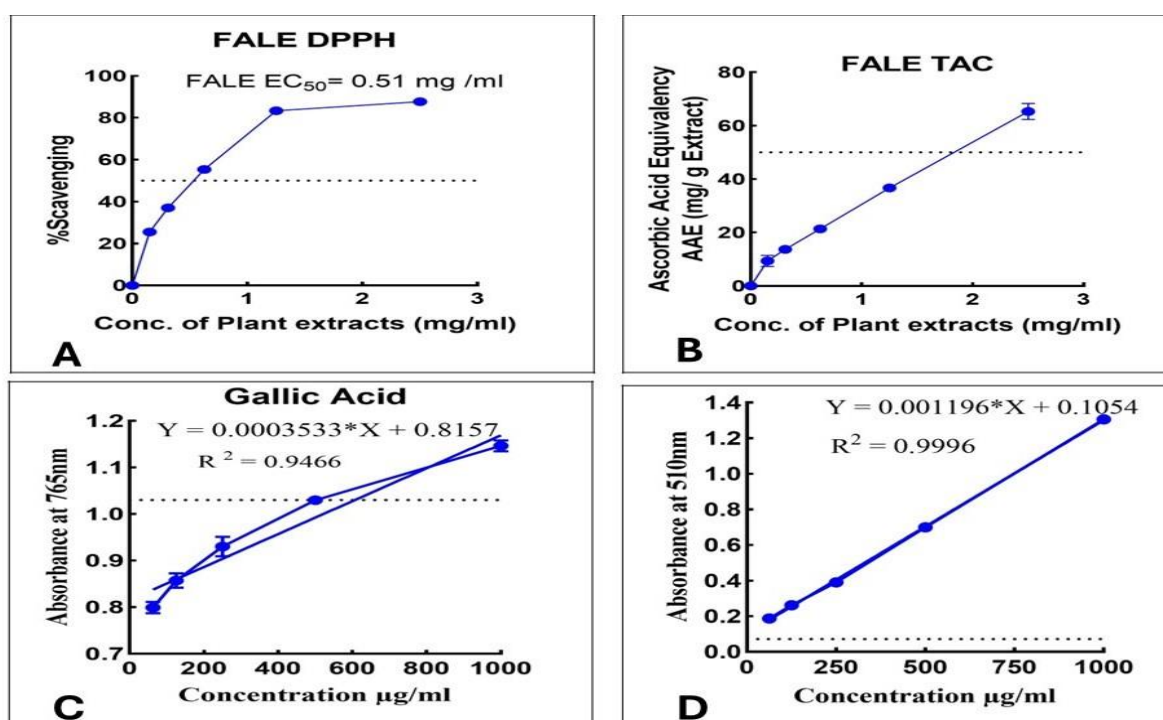 FALE DPPH
FALE EC50= 0.51 mg /ml
%Scavenging
100
80
60
40
20
0
0 1 2 3
Conc. of Plant extracts (mg/ml)
A
FALE TAC
Ascorbic Acid Equivalency
AAE (mg/ g Extract)
80
60
40
20
0
0 1 2 3
Conc. of Plant extracts (mg/ml)
B
Gallic Acid
Y = 0.0003533*X + 0.8157
R 2 = 0.9466
Absorbance at 765nm
1.2
1.1
1.0
0.9
0.8
0.7
0 200 400 600 800 1000
Concentration µg/ml
C
Y = 0.001196*X + 0.1054
R2 = 0.9996
Absorbance at 510nm
1.4
1.2
1.0
0.8
0.6
0.4
0.2
0.0
0 250 500 750 1000
Concentration µg/ml
D